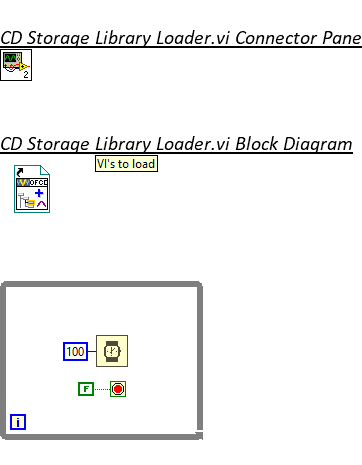 CD Storage Library Loader.vi Connector Pane
2
CD Storage Library Loader.vi Block Diagram
VI's to load
OFCD
100
F
i